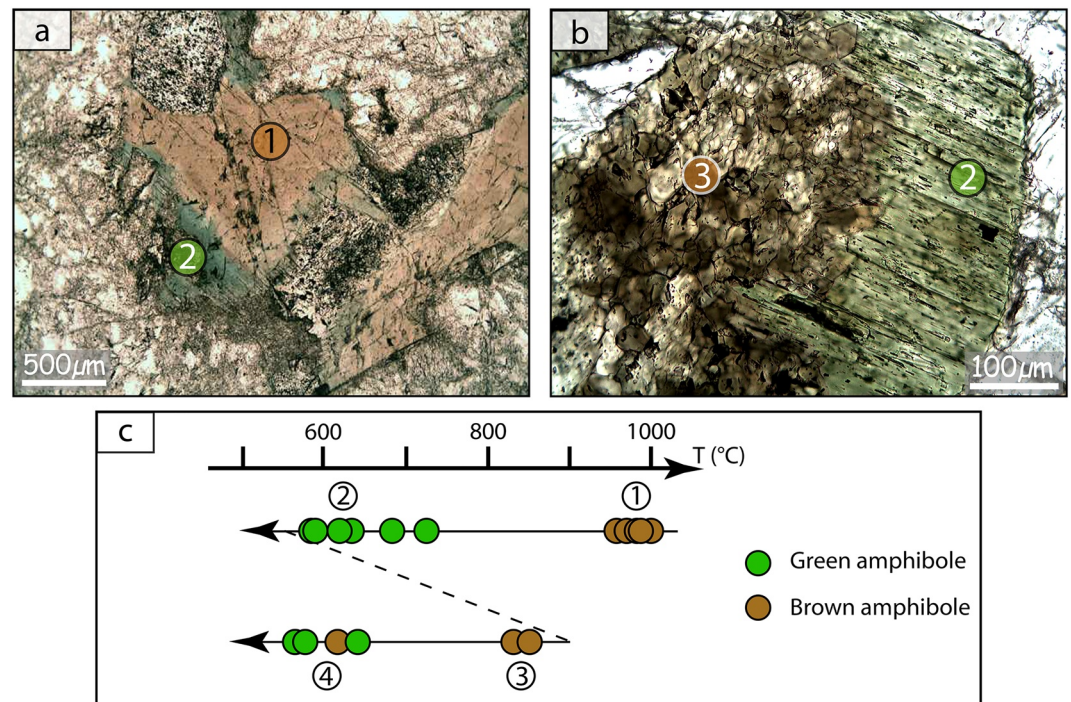 a
1
2
500µm
b
3
2
100µm
c
600 800 1000
T (°C)
2 1
Green amphibole
Brown amphibole
4 3